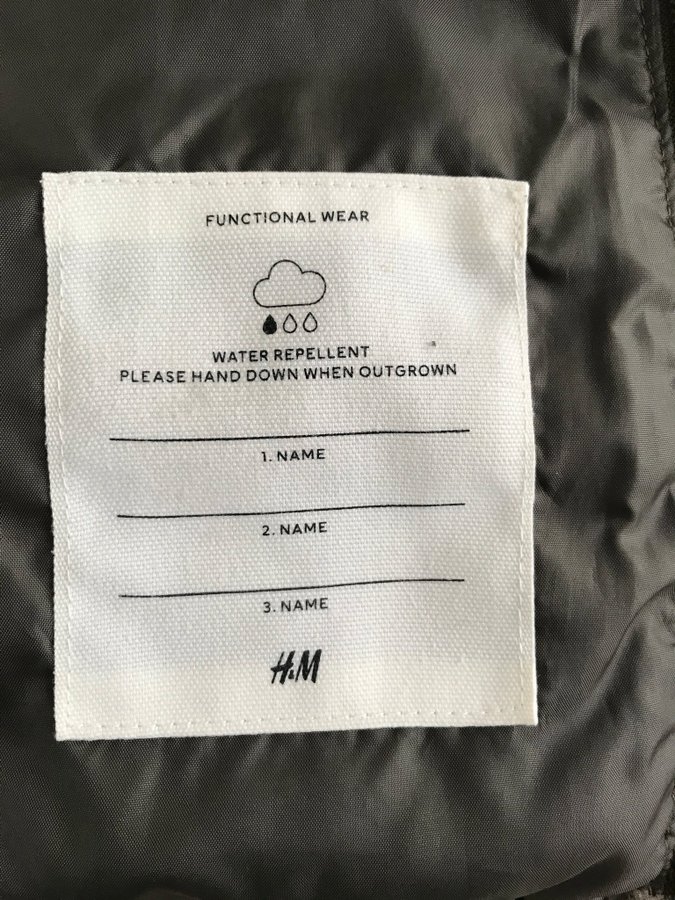 FUNCTIONAL WEAR
WATER REPELLENT
PLEASE HAND DOWN WHEN OUTGROWN
1. NAME
2. NAME
3. NAME
H&M